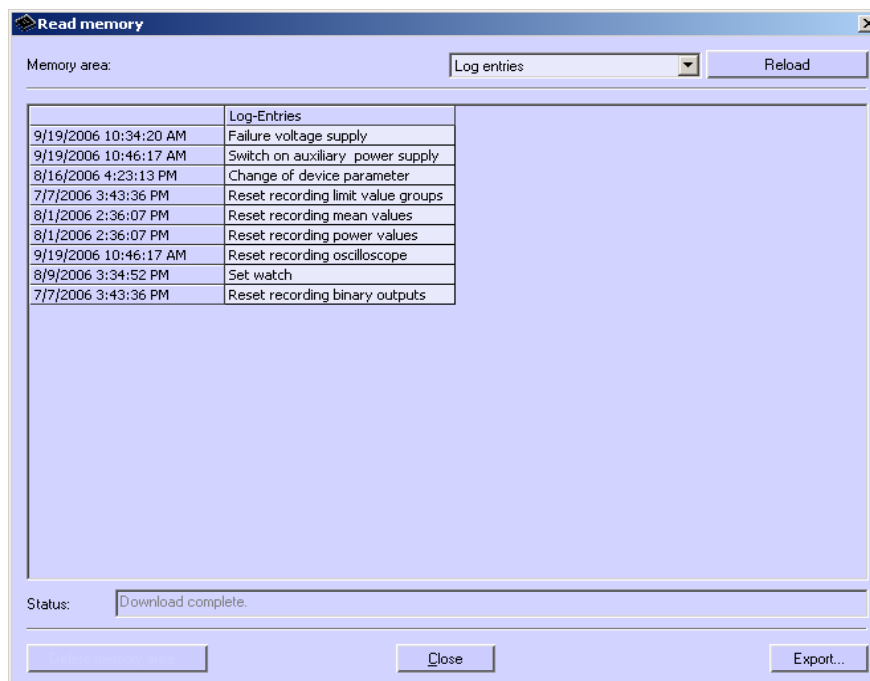 Read memory
Memory area: Log entries Reload
Log-Entries
9/19/2006 10:34:20 AM Failure voltage supply
9/19/2006 10:46:17 AM Switch on auxiliary power supply
8/16/2006 4:23:13 PM Change of device parameter
7/7/2006 3:43:36 PM Reset recording limit value groups
8/1/2006 2:36:07 PM Reset recording mean values
8/1/2006 2:36:07 PM Reset recording power values
9/19/2006 10:46:17 AM Reset recording oscilloscope
8/9/2006 3:34:52 PM Set watch
7/7/2006 3:43:36 PM Reset recording binary outputs
Status: Download complete.
Close Export...